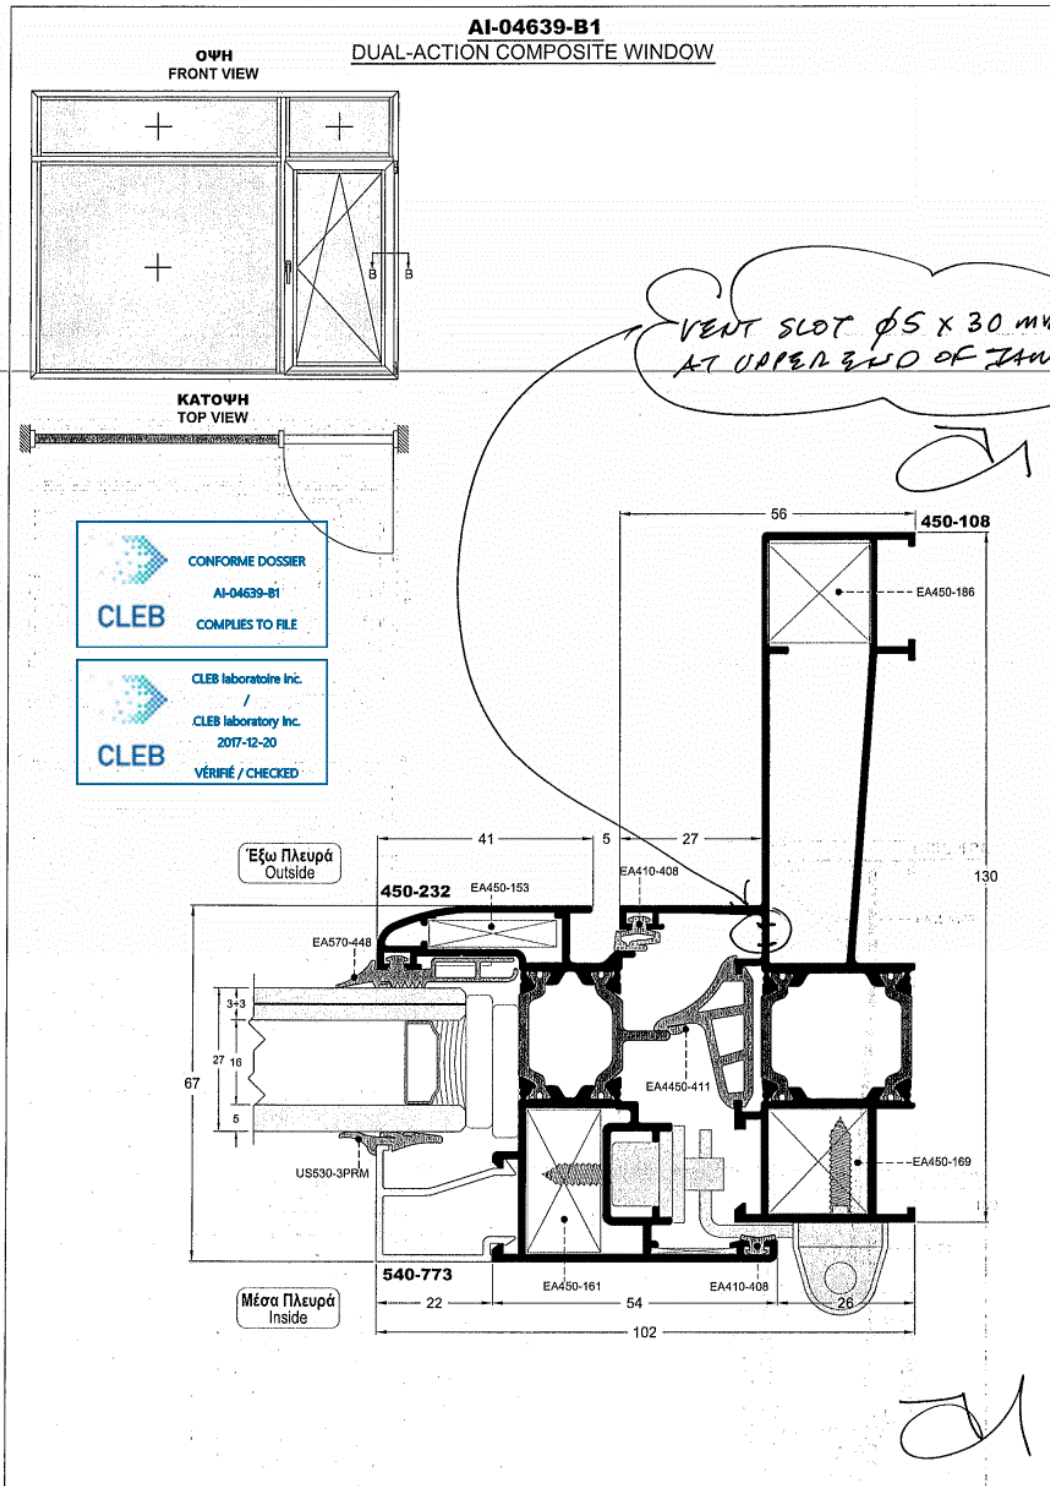 AI-04639-B1
DUAL-ACTION COMPOSITE WINDOW
ΟΨΗ
FRONT VIEW
B B
VENT SLOT φ5 X 30
AT UPPER END OF
ΚΑΤΟΨΗ
TOP VIEW
CONFORME DOSSIER
AI-04639-B1
COMPLIES TO FILE
CLEB
CLEB laboratoire Inc.
/
CLEB laboratory Inc.
2017-12-20
VÉRIFIÉ / CHECKED
CLEB
56
450-108
EA450-186
130
41
5
27
Έξω Πλευρά
Outside
450-232
EA450-153
EA410-408
EA570-448
3+3
27
16
5
67
EA4450-411
US530-3PRM
EA450-169
540-773
EA450-161
EA410-408
Μέσα Πλευρά
Inside
22
54
26
102